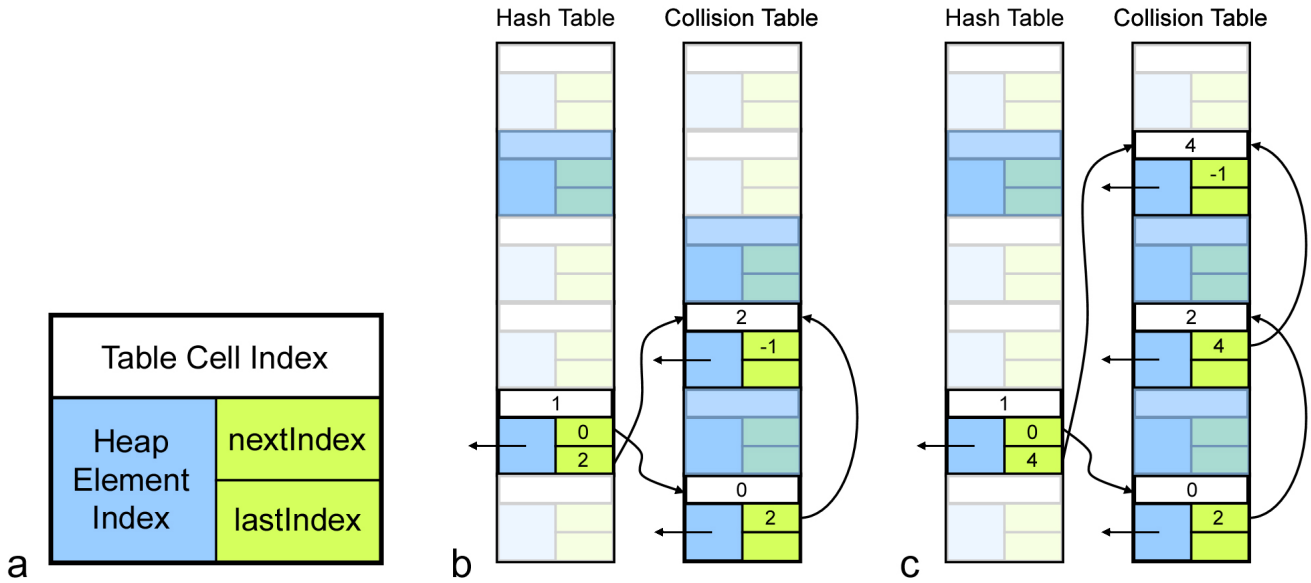 Hash Table
Collision Table
Hash Table
Collision Table
Table Cell Index
Heap
Element
Index
nextIndex
lastIndex
a
2
-1
1
0
2
0
2
b
4
-1
2
4
1
0
4
0
2
c